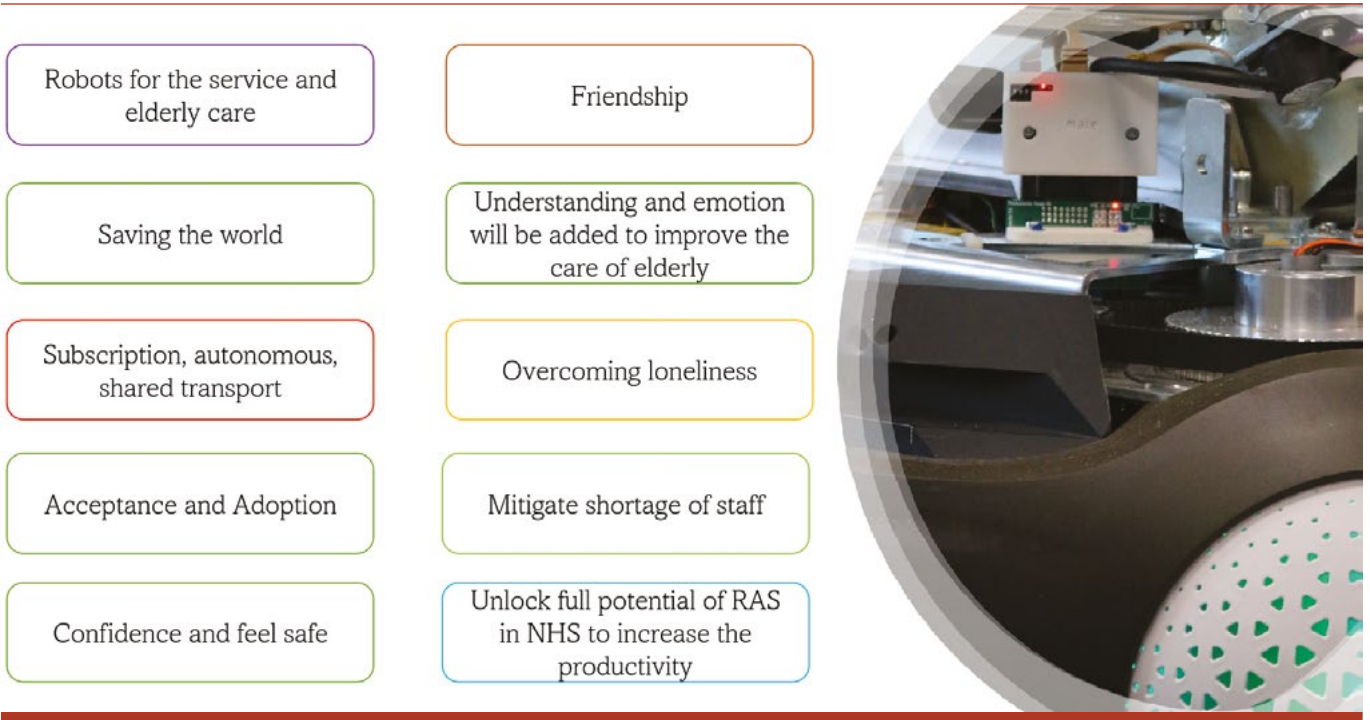 Robots for the service and
elderly care
Friendship
Saving the world
Understanding and emotion
will be added to improve the
care of elderly
Subscription, autonomous,
shared transport
Overcoming loneliness
Acceptance and Adoption
Mitigate shortage of staff
Confidence and feel safe
Unlock full potential of RAS
in NHS to increase the
productivity
male